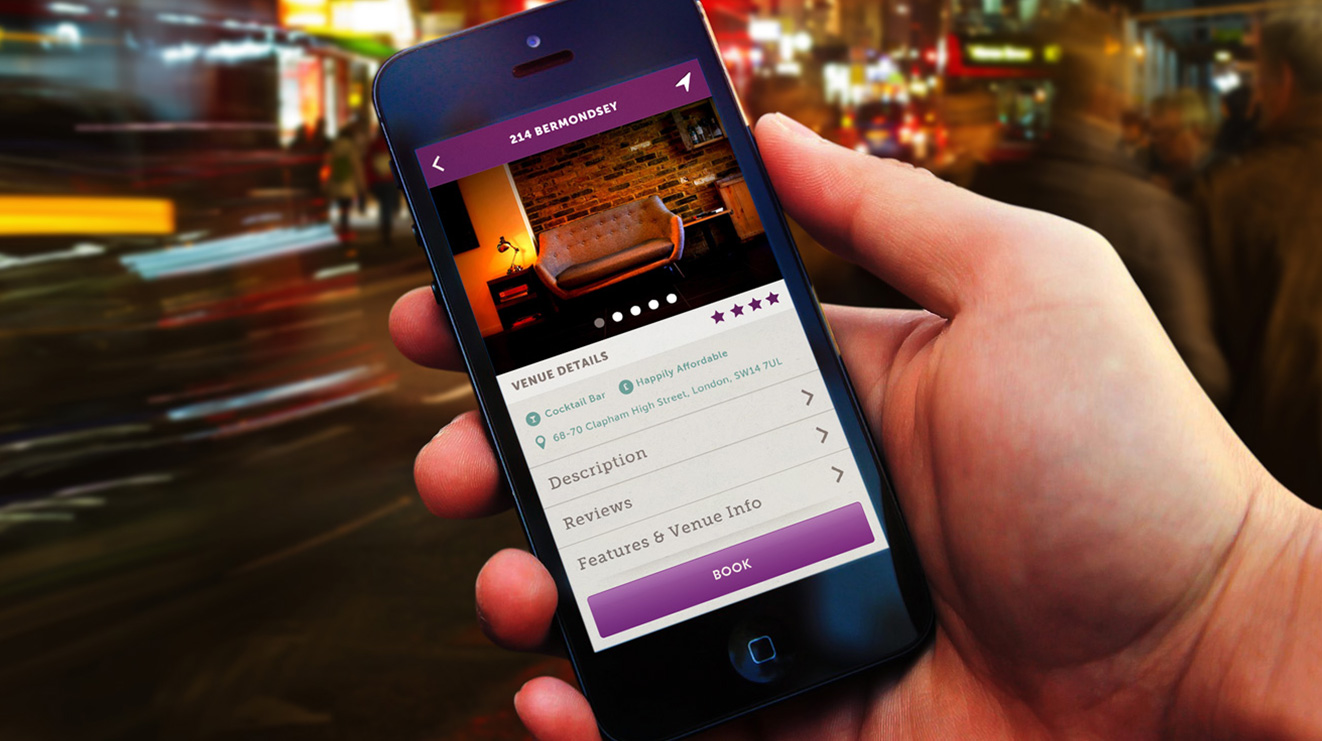 214 BERMONDSEY
VENUE DETAILS
Cocktail Bar
Happily Affordable
68-70 Clapham High Street, London, SW14 7UL
Description
Reviews
Features & Venue Info
BOOK